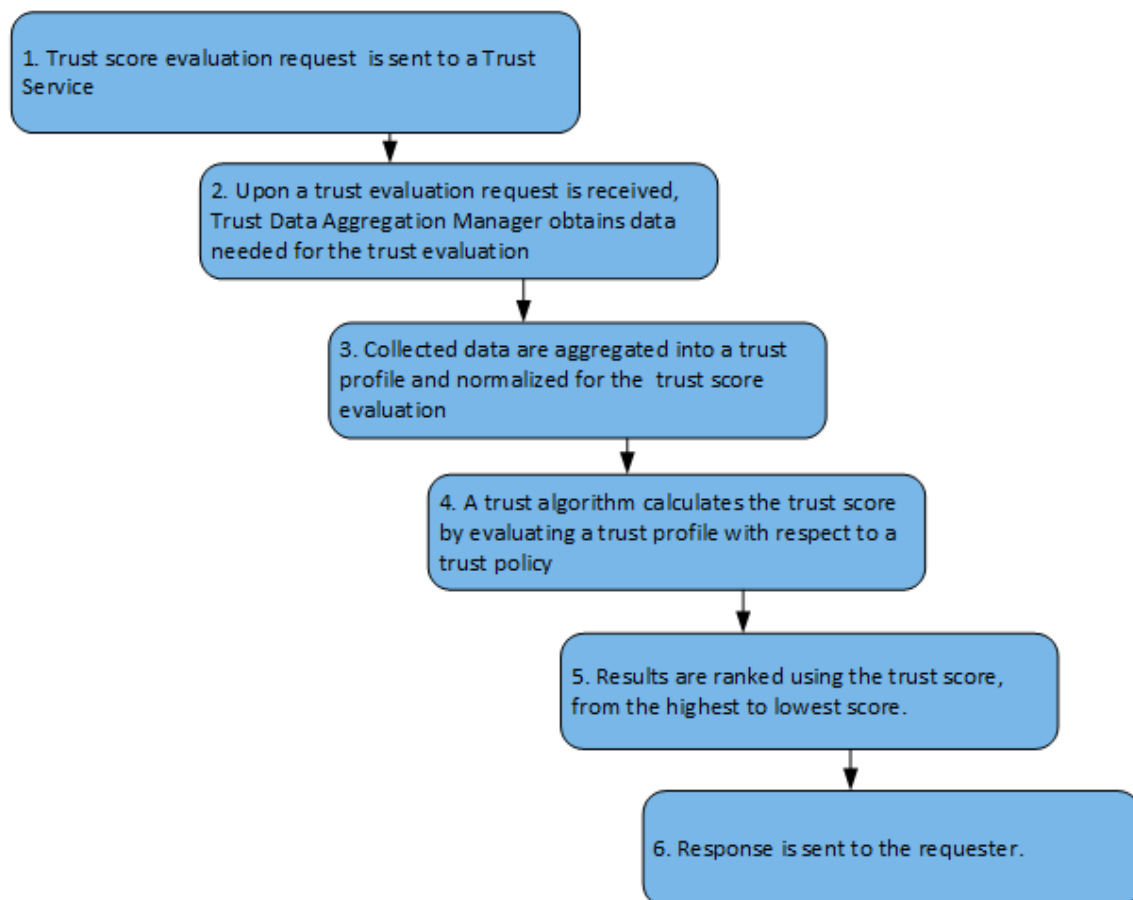 1. Trust score evaluation request  is sent to a Trust
Service
2. Upon a trust evaluation request is received,
Trust Data Aggregation Manager obtains data
needed for the trust evaluation
3. Collected data are aggregated into a trust
profile and normalized for the  trust score
evaluation
4. A trust algorithm calculates the trust score
by evaluating a trust profile with respect to a
trust policy
5. Results are ranked using the trust score,
from the highest to lowest score.
6. Response is sent to the requester.